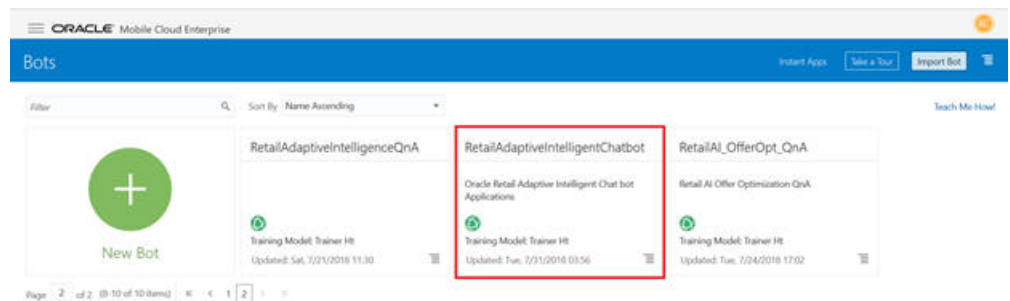 ORACLE Mobile Cloud Enterprise
Bots
Instant Apps Take a Tour Import Bot
Filter Sort By Name Ascending Teach Me How!
RetailAdaptiveIntelligenceQnA
RetailAdaptiveIntelligentChatbot
RetailAI_OfferOpt_QnA
Oracle Retail Adaptive Intelligent Chat bot
Applications
Retail AI Offer Optimization QnA
New Bot
Training Model: Trainer Ht
Updated: Sat, 7/21/2018 11:30
Training Model: Trainer Ht
Updated: Tue, 7/31/2018 03:56
Training Model: Trainer Ht
Updated: Tue, 7/24/2018 17:02
Page 2 of 2 (8-10 of 10 items) 1 2